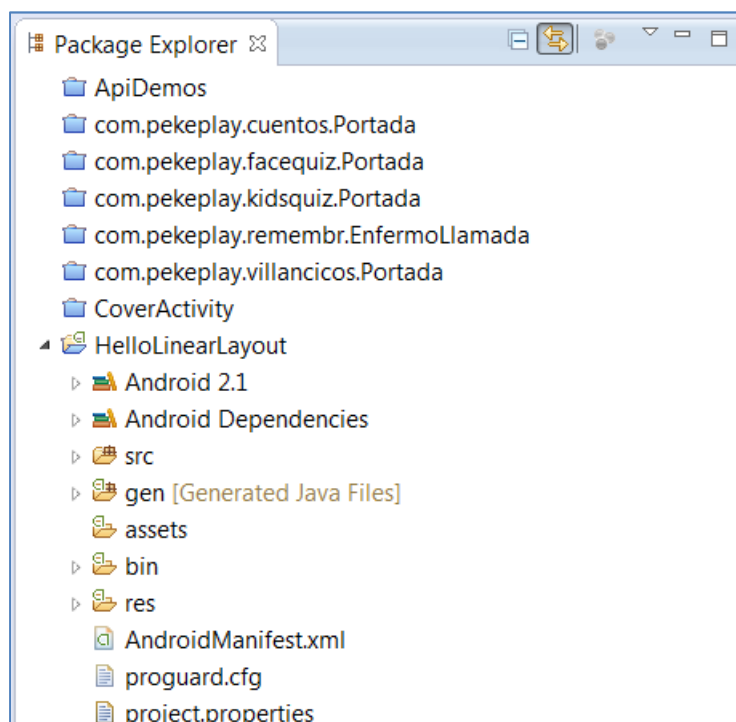 Package Explorer
ApiDemos
com.pekeplay.cuentos.Portada
com.pekeplay.facequiz.Portada
com.pekeplay.kidsquiz.Portada
com.pekeplay.remembr.EnfermoLlamada
com.pekeplay.villancicos.Portada
CoverActivity
HelloLinearLayout
Android 2.1
Android Dependencies
src
gen [Generated Java Files]
assets
bin
res
AndroidManifest.xml
proguard.cfg
project.properties